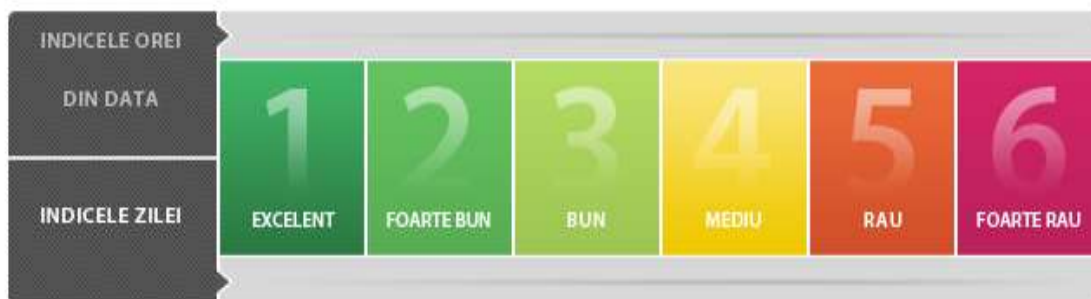 INDICELE OREI
DIN DATA
INDICELE ZILEI
1
EXCELENT
2
FOARTE BUN
3
BUN
4
MEDIU
5
RAU
6
FOARTE RAU